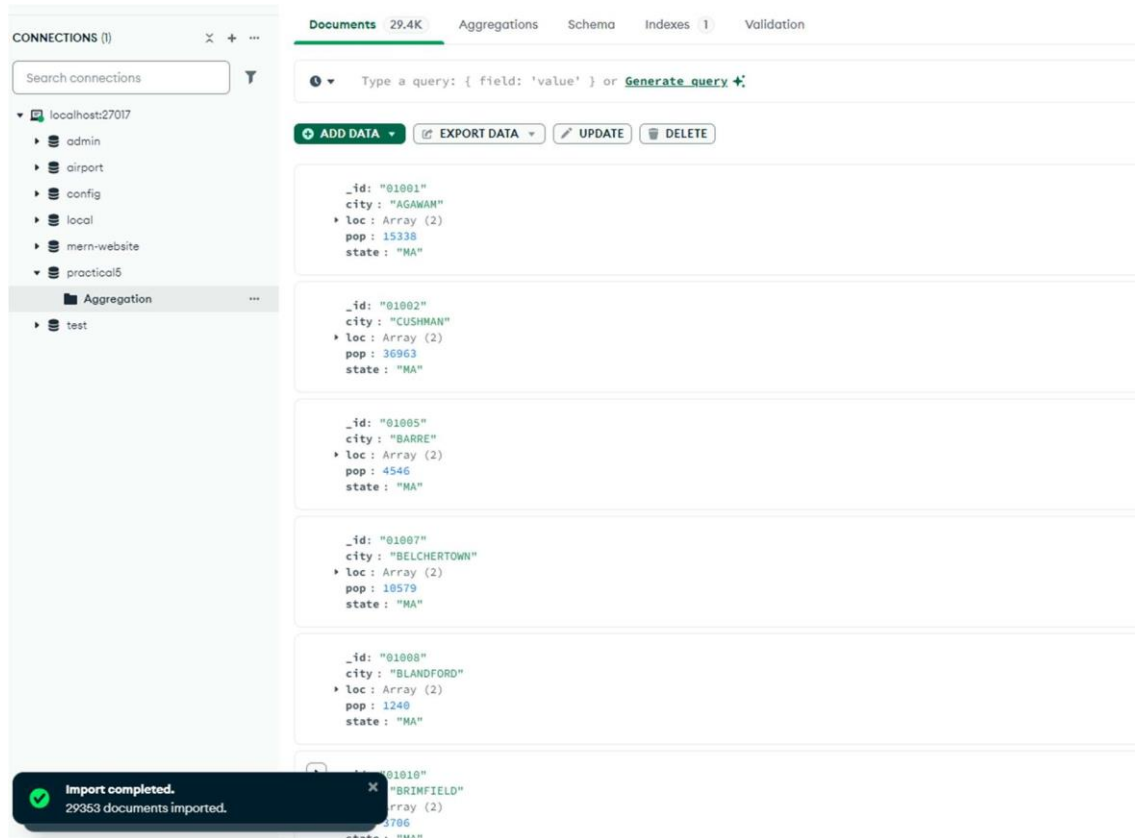 CONNECTIONS (1)
Search connections
localhost:27017
admin
airport
config
local
mern-website
practical5
Aggregation
test
Documents 29.4K Aggregations Schema Indexes 1 Validation
Type a query: { field: 'value' } or Generate query
ADD DATA EXPORT DATA UPDATE DELETE
_id: "01001"
city : "AGAWAM"
loc : Array (2)
pop : 15338
state : "MA"
_id: "01002"
city : "CUSHMAN"
loc : Array (2)
pop : 36963
state : "MA"
_id: "01005"
city : "BARRE"
loc : Array (2)
pop : 4546
state : "MA"
_id: "01007"
city : "BELCHERTOWN"
loc : Array (2)
pop : 10579
state : "MA"
_id: "01008"
city : "BLANDFORD"
loc : Array (2)
pop : 1240
state : "MA"
"01010"
"BRIMFIELD"
(2)
3706
state : "MA"
Import completed.
29353 documents imported.